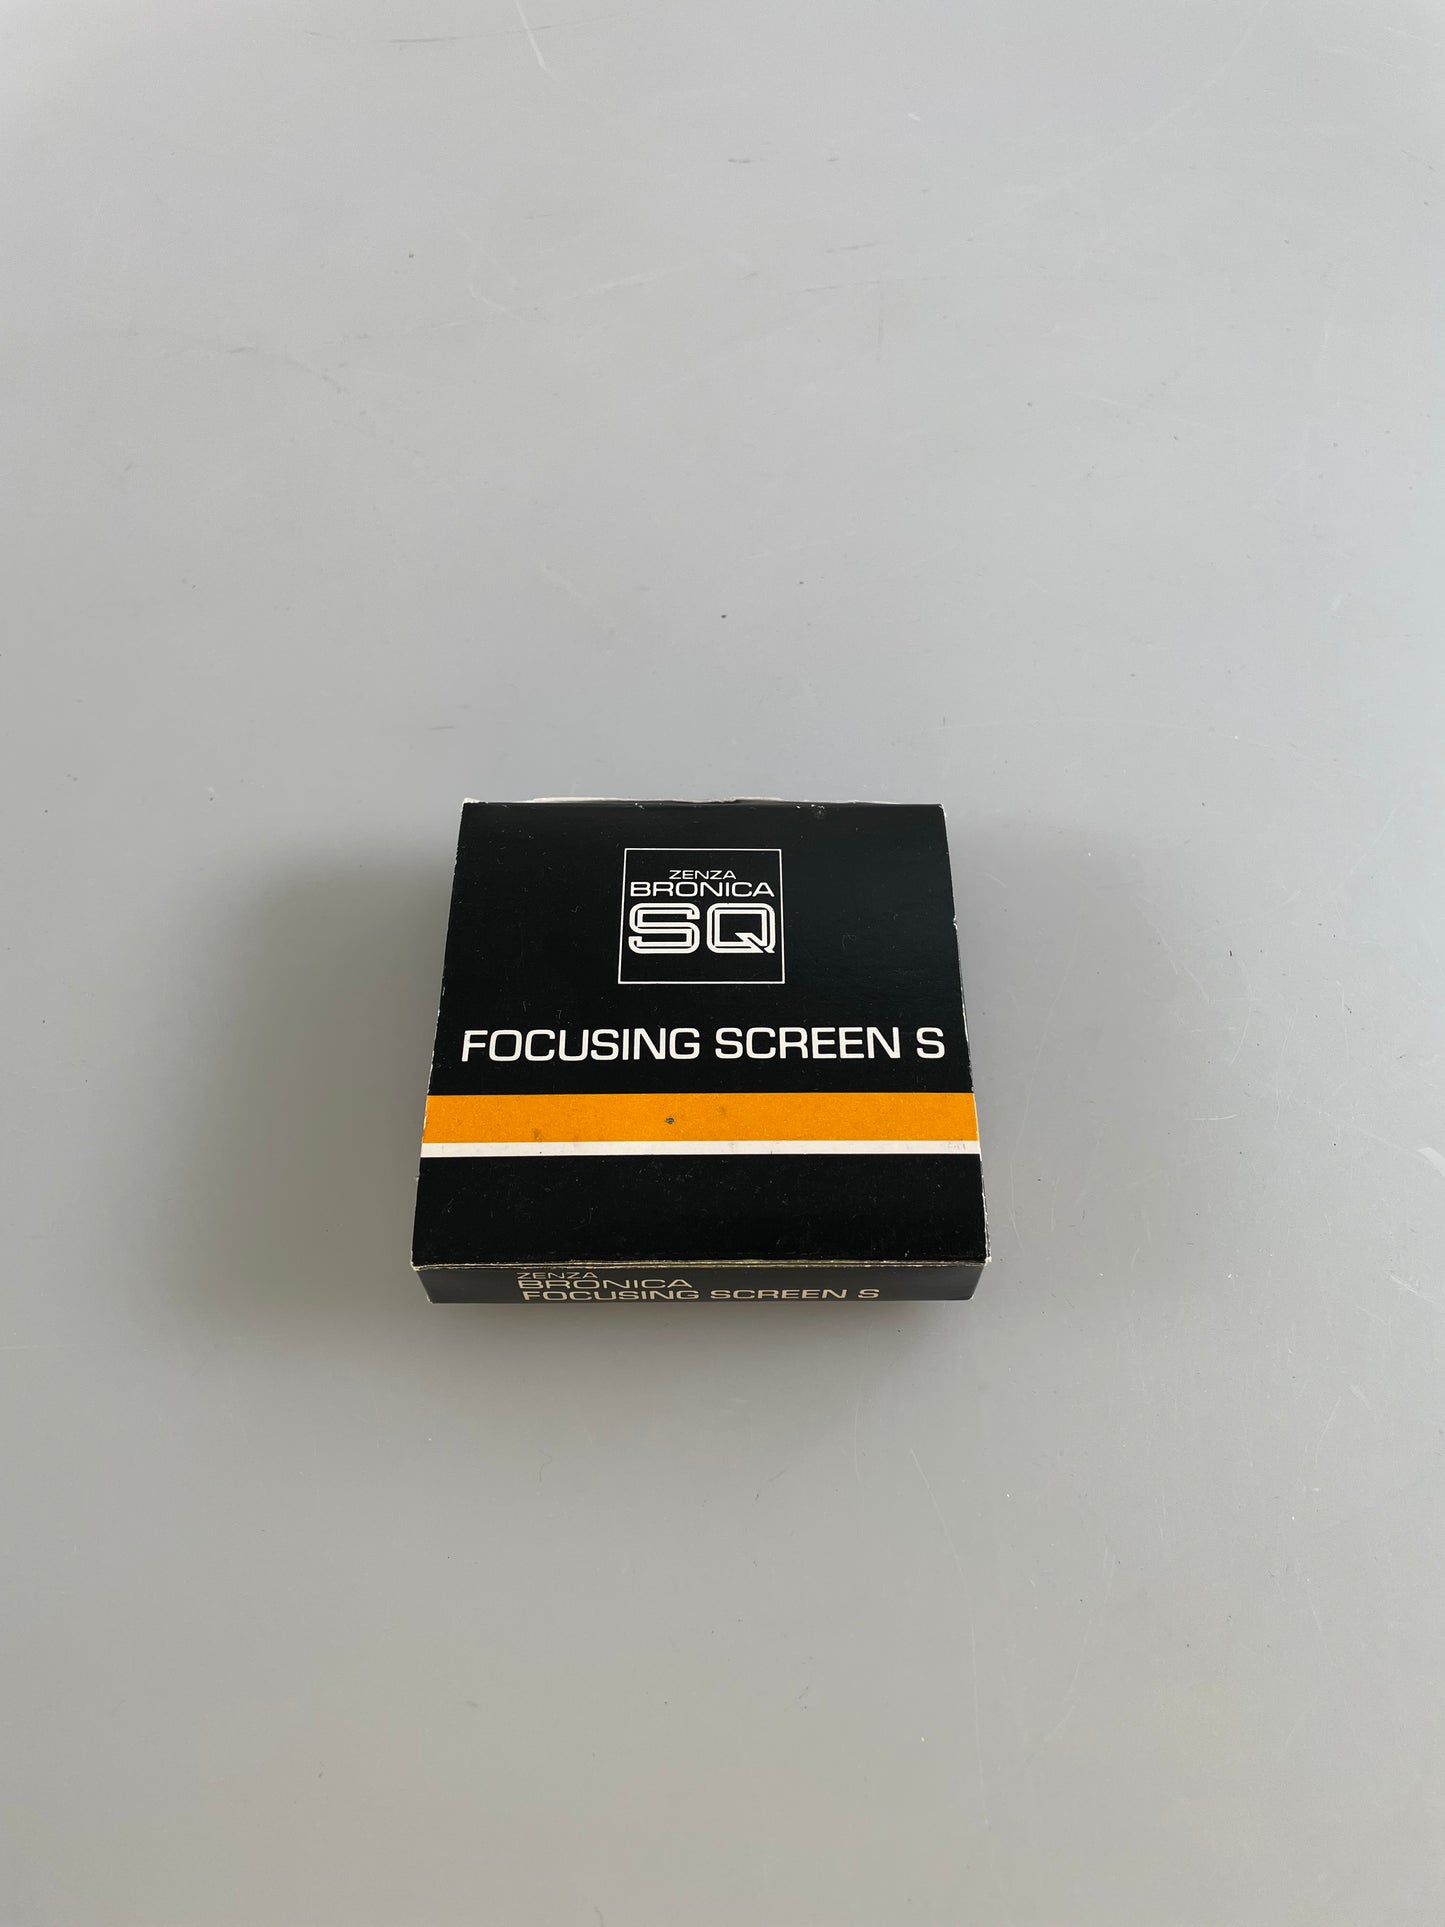 ZENZA
BRONICA
SQ
FOCUSING SCREEN S
ZENZA
BRONICA
FOCUSING SCREEN S